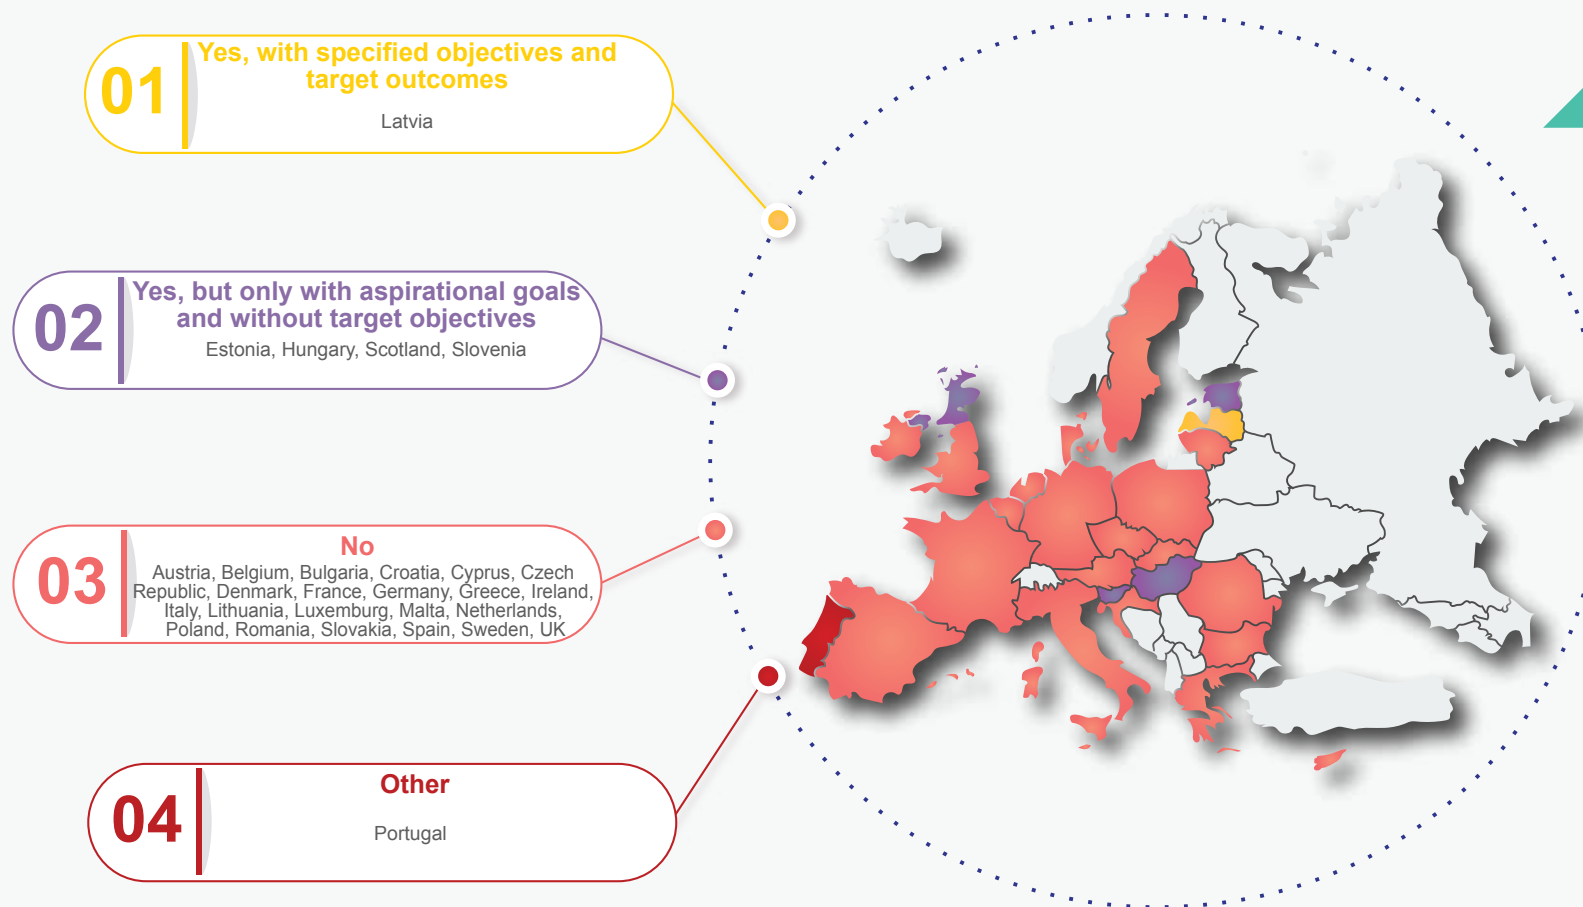 01
Yes, with specified objectives and
target outcomes
Latvia
02
Yes, but only with aspirational goals
and without target objectives
Estonia, Hungary, Scotland, Slovenia
03
No
Austria, Belgium, Bulgaria, Croatia, Cyprus, Czech
Republic, Denmark, France, Germany, Greece, Ireland,
Italy, Lithuania, Luxemburg, Malta, Netherlands,
Poland, Romania, Slovakia, Spain, Sweden, UK
04
Other
Portugal